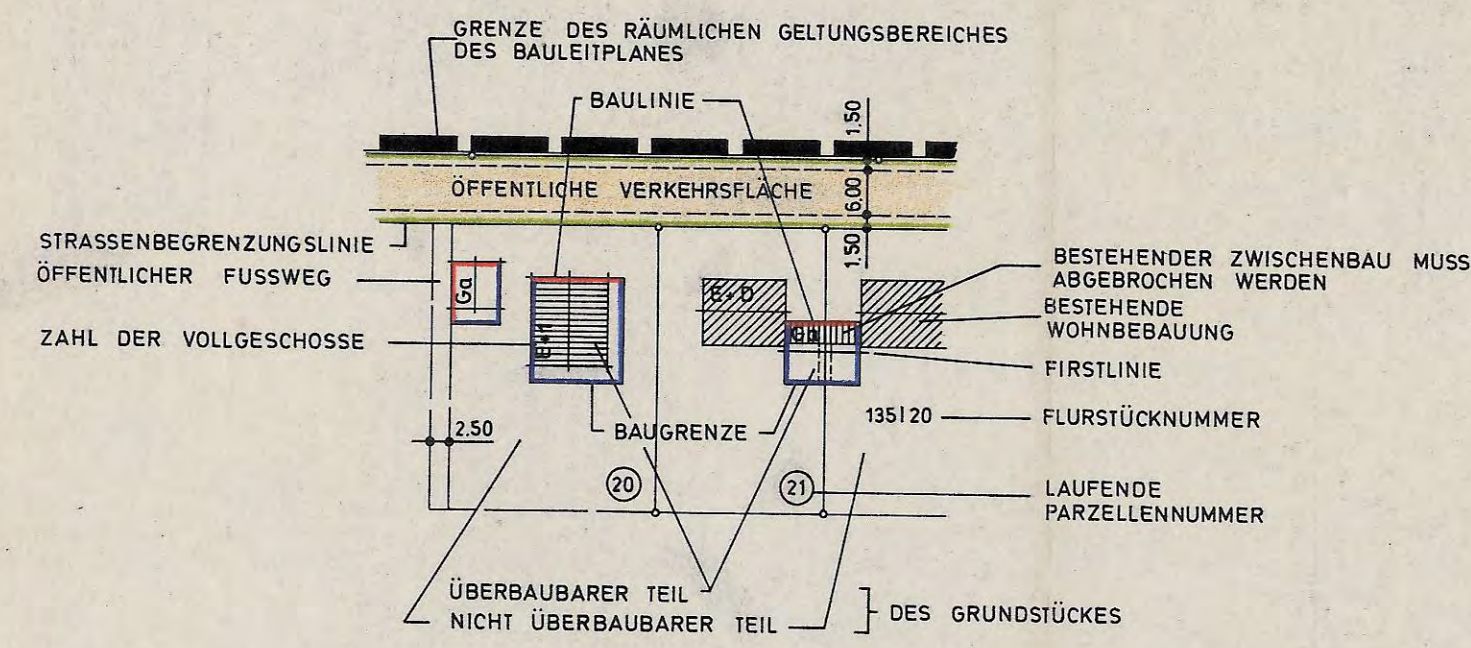 GRENZE DES RÄUMLICHEN GELTUNGSBEREICHES
DES BAULEITPLANES
BAULINIE
1.50
ÖFFENTLICHE VERKEHRSFLÄCHE
6.00
1.50
STRASSENBEGRENZUNGSLINIE
ÖFFENTLICHER FUSSWEG
Ga
E+D
BESTEHENDER ZWISCHENBAU MUSS
ABGEBROCHEN WERDEN
BESTEHENDE
WOHNBEBAUUNG
ZAHL DER VOLLGESCHOSSE
E+1
Ga
FIRSTLINIE
2.50
BAUGRENZE
135|20
FLURSTÜCKNUMMER
20
21
LAUFENDE
PARZELLENNUMMER
ÜBERBAUBARER TEIL
NICHT ÜBERBAUBARER TEIL
DES GRUNDSTÜCKES